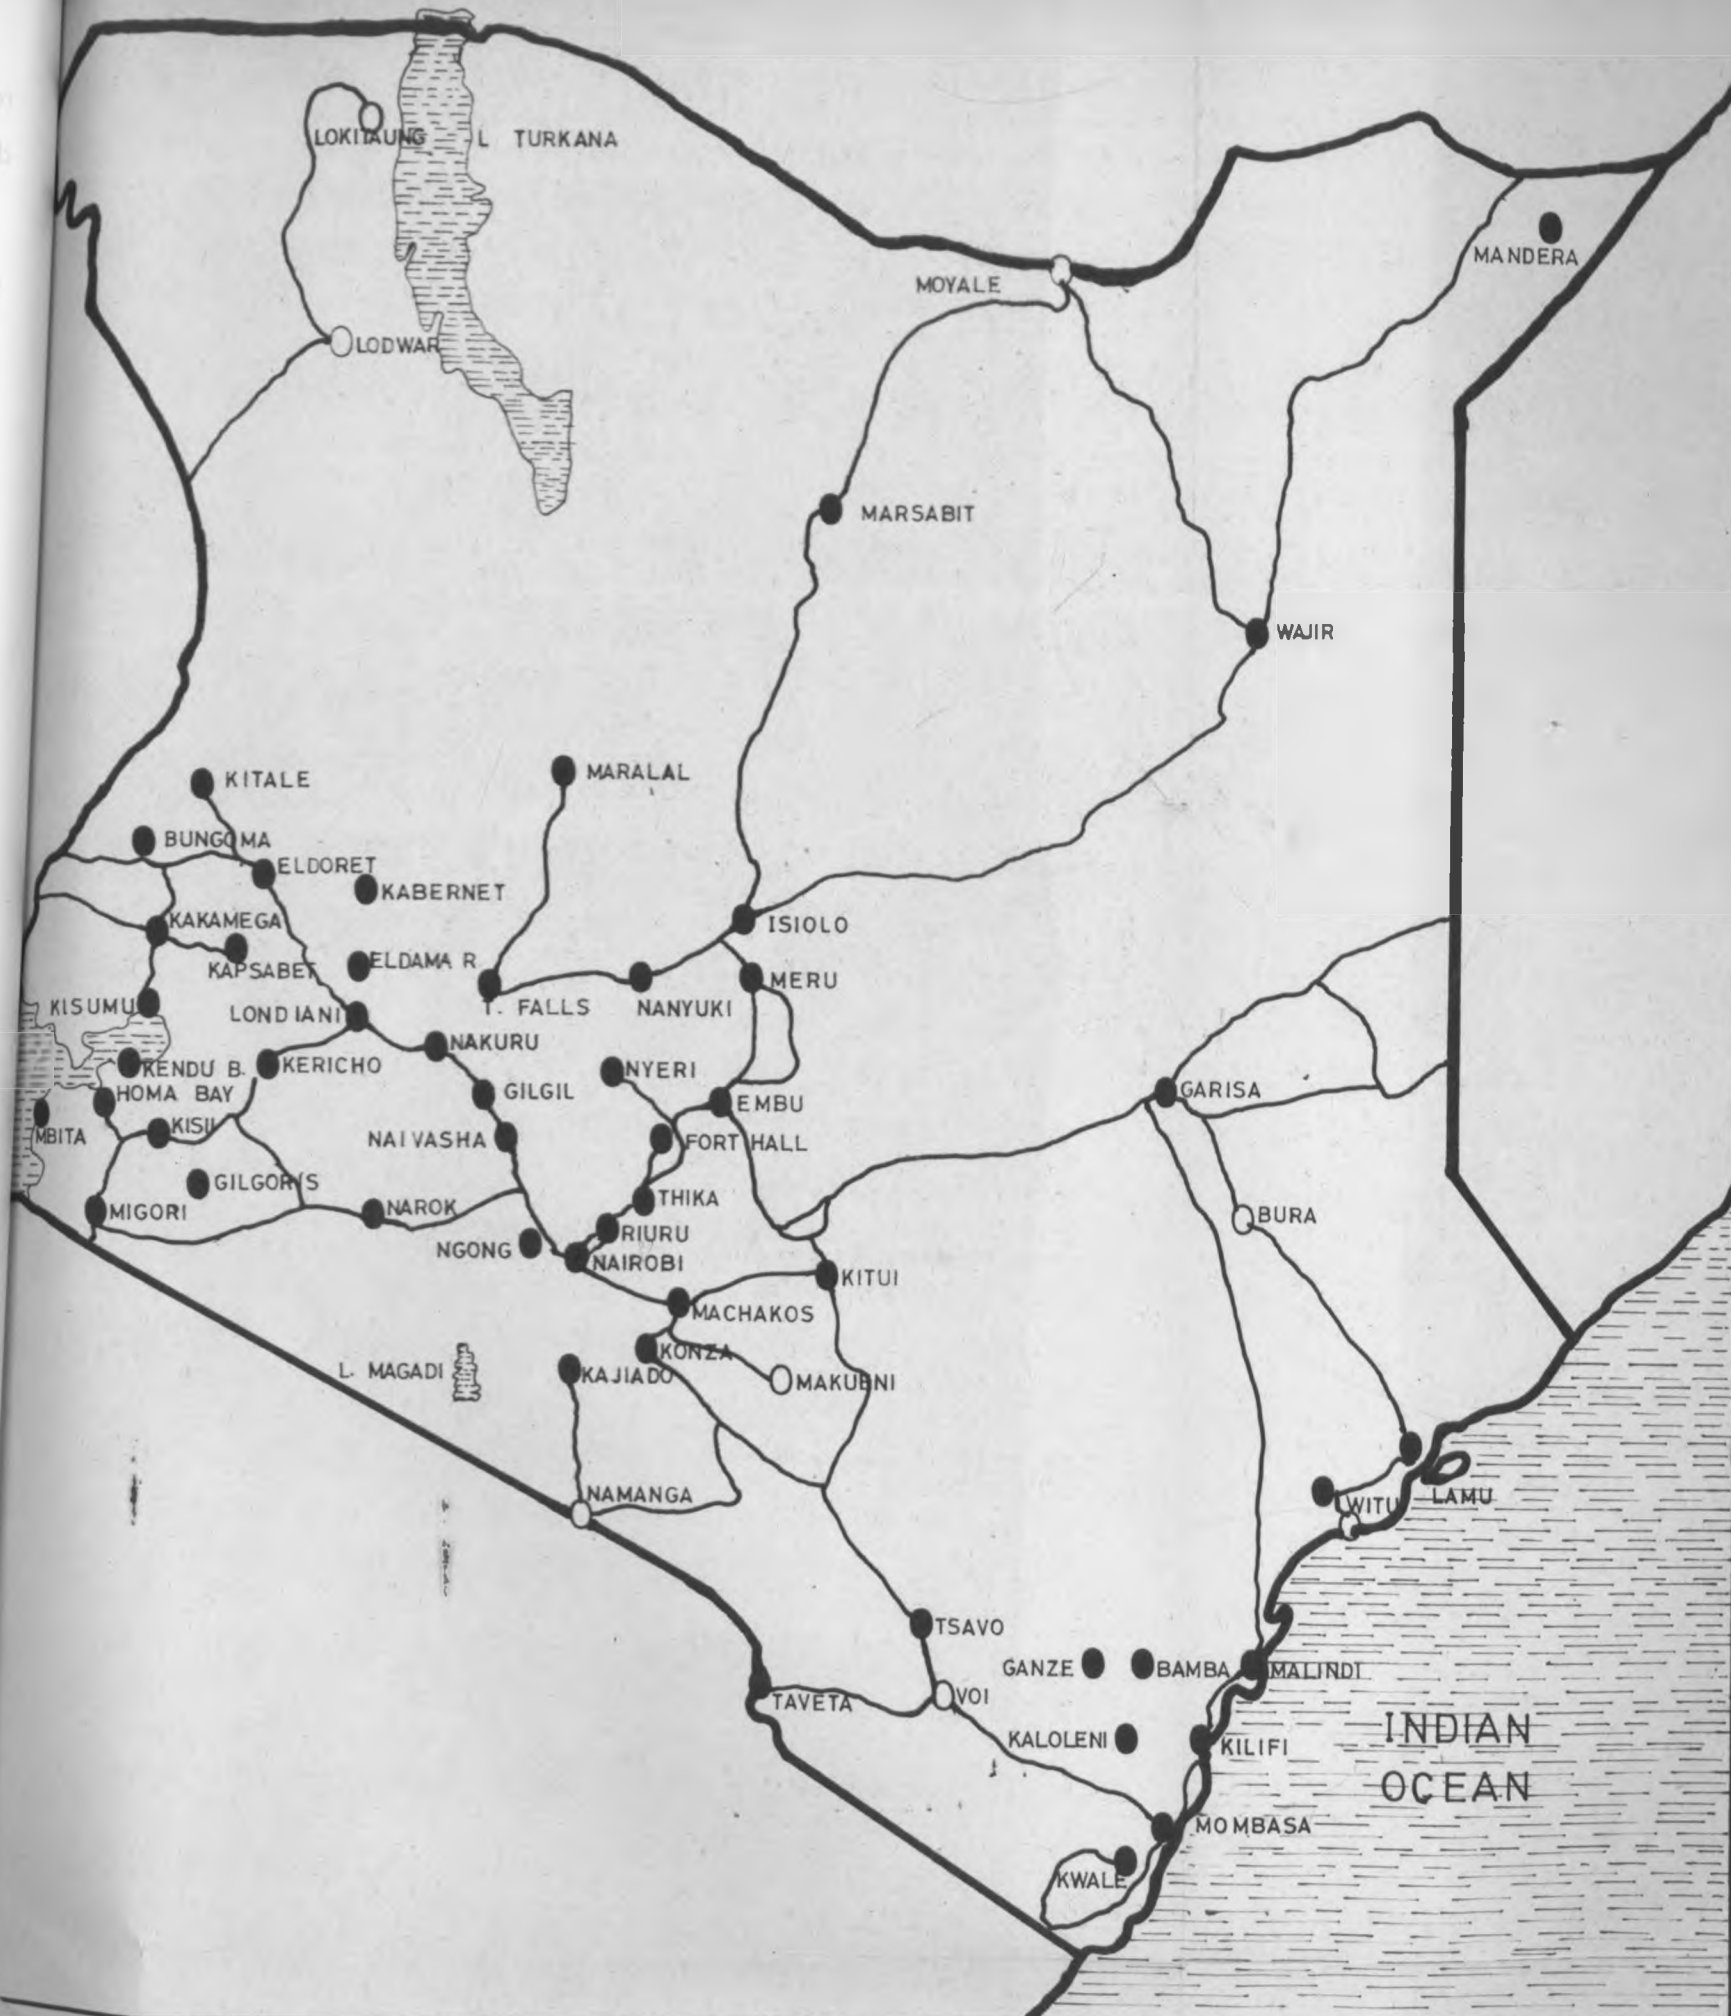 LOKITAUNG
L TURKANA
MANDERA
MOYALE
LODWAR
MARSABIT
WAJIR
KITALE
MARALAL
BUNGOMA
ELDORET
KABERNET
KAKAMEGA
ISIOLO
KAPSABET
ELDAMA R
MERU
KISUMU
LONDIANI
T. FALLS
NANYUKI
NAKURU
KENDU B.
KERICHO
NYERI
HOMA BAY
GILGIL
GARISA
EMBU
MBITA
KISII
NAIVASHA
FORT HALL
GILGORIS
THIKA
MIGORI
NAROK
BURA
RIURU
NGONG
NAIROBI
KITUI
MACHAKOS
KONZA
L. MAGADI
KAJIADO
MAKUENI
NAMANGA
WITU
LAMU
TSAVO
GANZE
BAMBA
MALINDI
TAVETA
VOI
KALOLENI
KILIFI
INDIAN
OCEAN
MOMBASA
KWALE